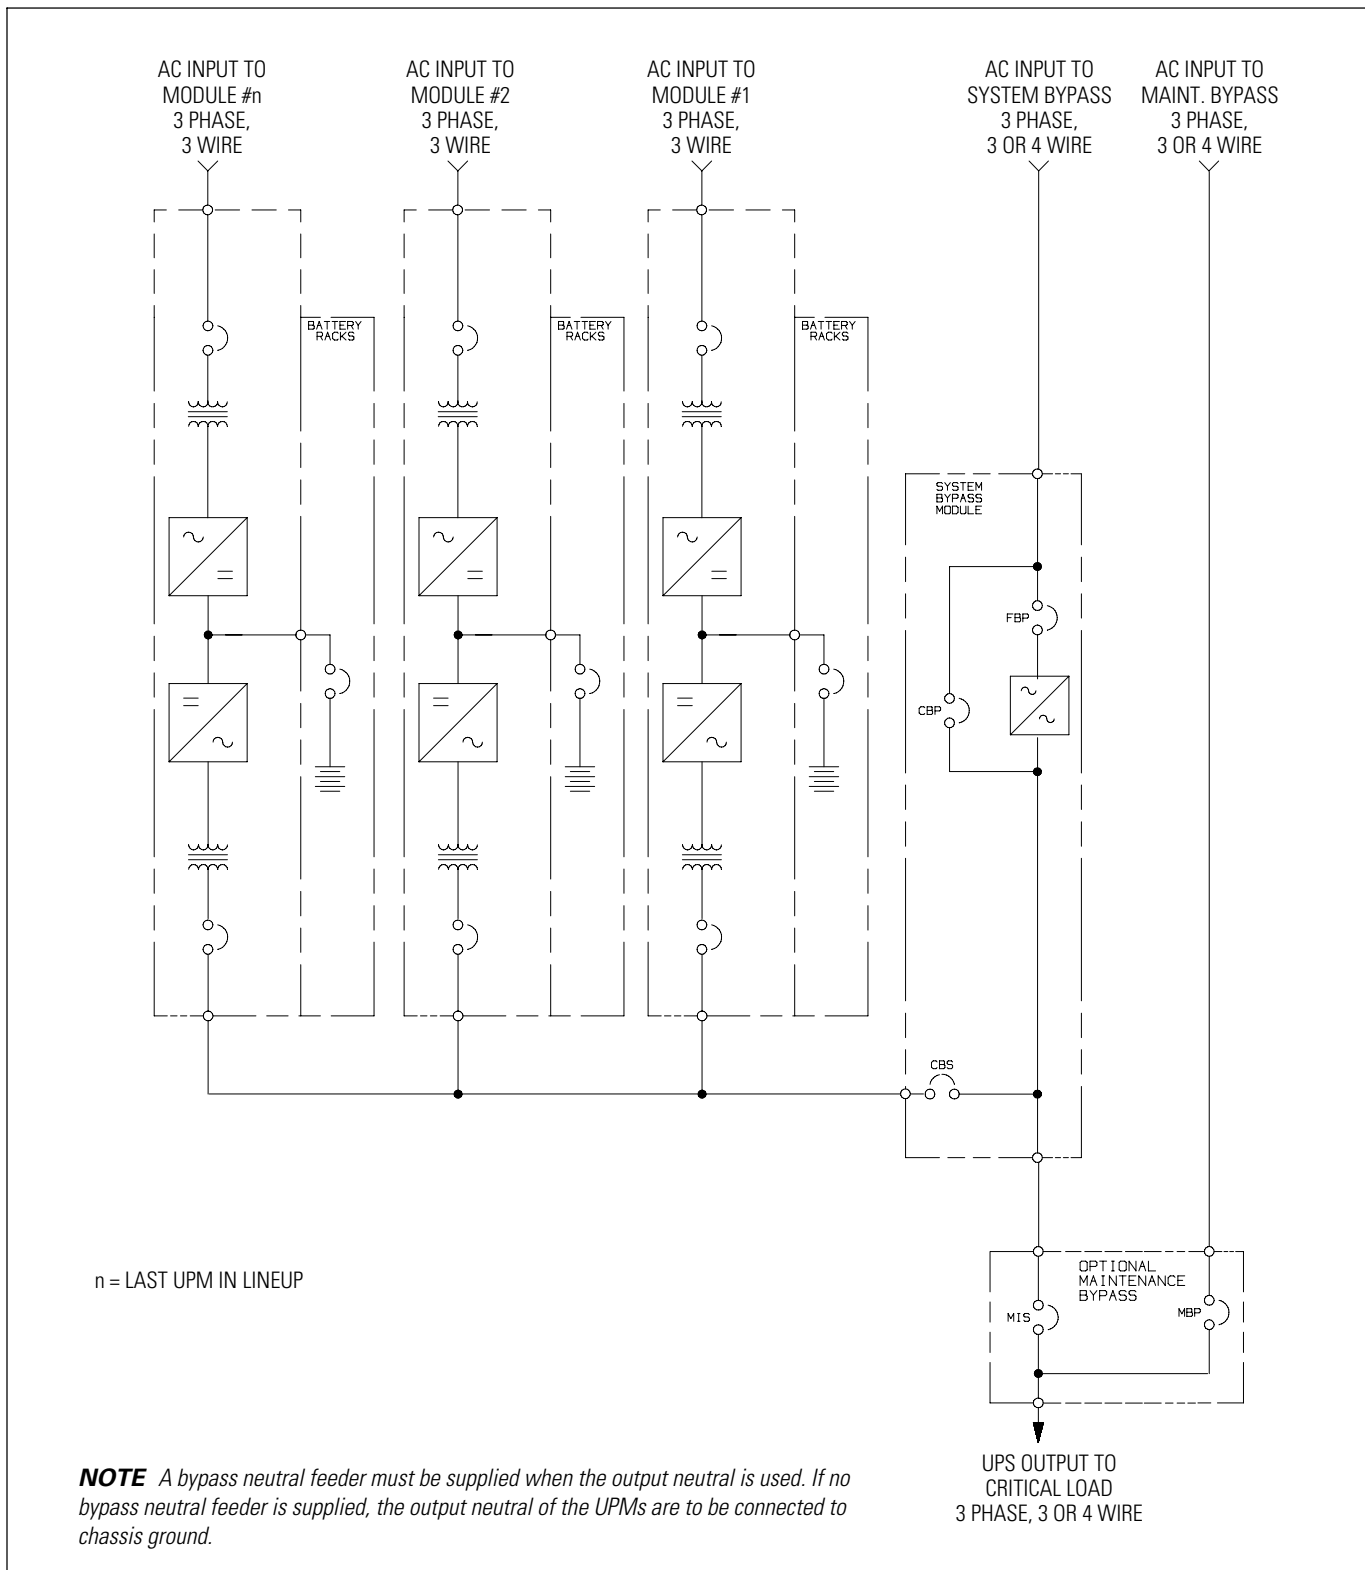 AC INPUT TO
MODULE #n
3 PHASE,
3 WIRE
AC INPUT TO
MODULE #2
3 PHASE,
3 WIRE
AC INPUT TO
MODULE #1
3 PHASE,
3 WIRE
AC INPUT TO
SYSTEM BYPASS
3 PHASE,
3 OR 4 WIRE
AC INPUT TO
MAINT. BYPASS
3 PHASE,
3 OR 4 WIRE
BATTERY
RACKS
BATTERY
RACKS
BATTERY
RACKS
SYSTEM
BYPASS
MODULE
FBP
CBP
CBS
OPTIONAL
MAINTENANCE
BYPASS
MIS
MBP
n = LAST UPM IN LINEUP
UPS OUTPUT TO
CRITICAL LOAD
3 PHASE, 3 OR 4 WIRE
NOTE A bypass neutral feeder must be supplied when the output neutral is used. If no
bypass neutral feeder is supplied, the output neutral of the UPMs are to be connected to
chassis ground.